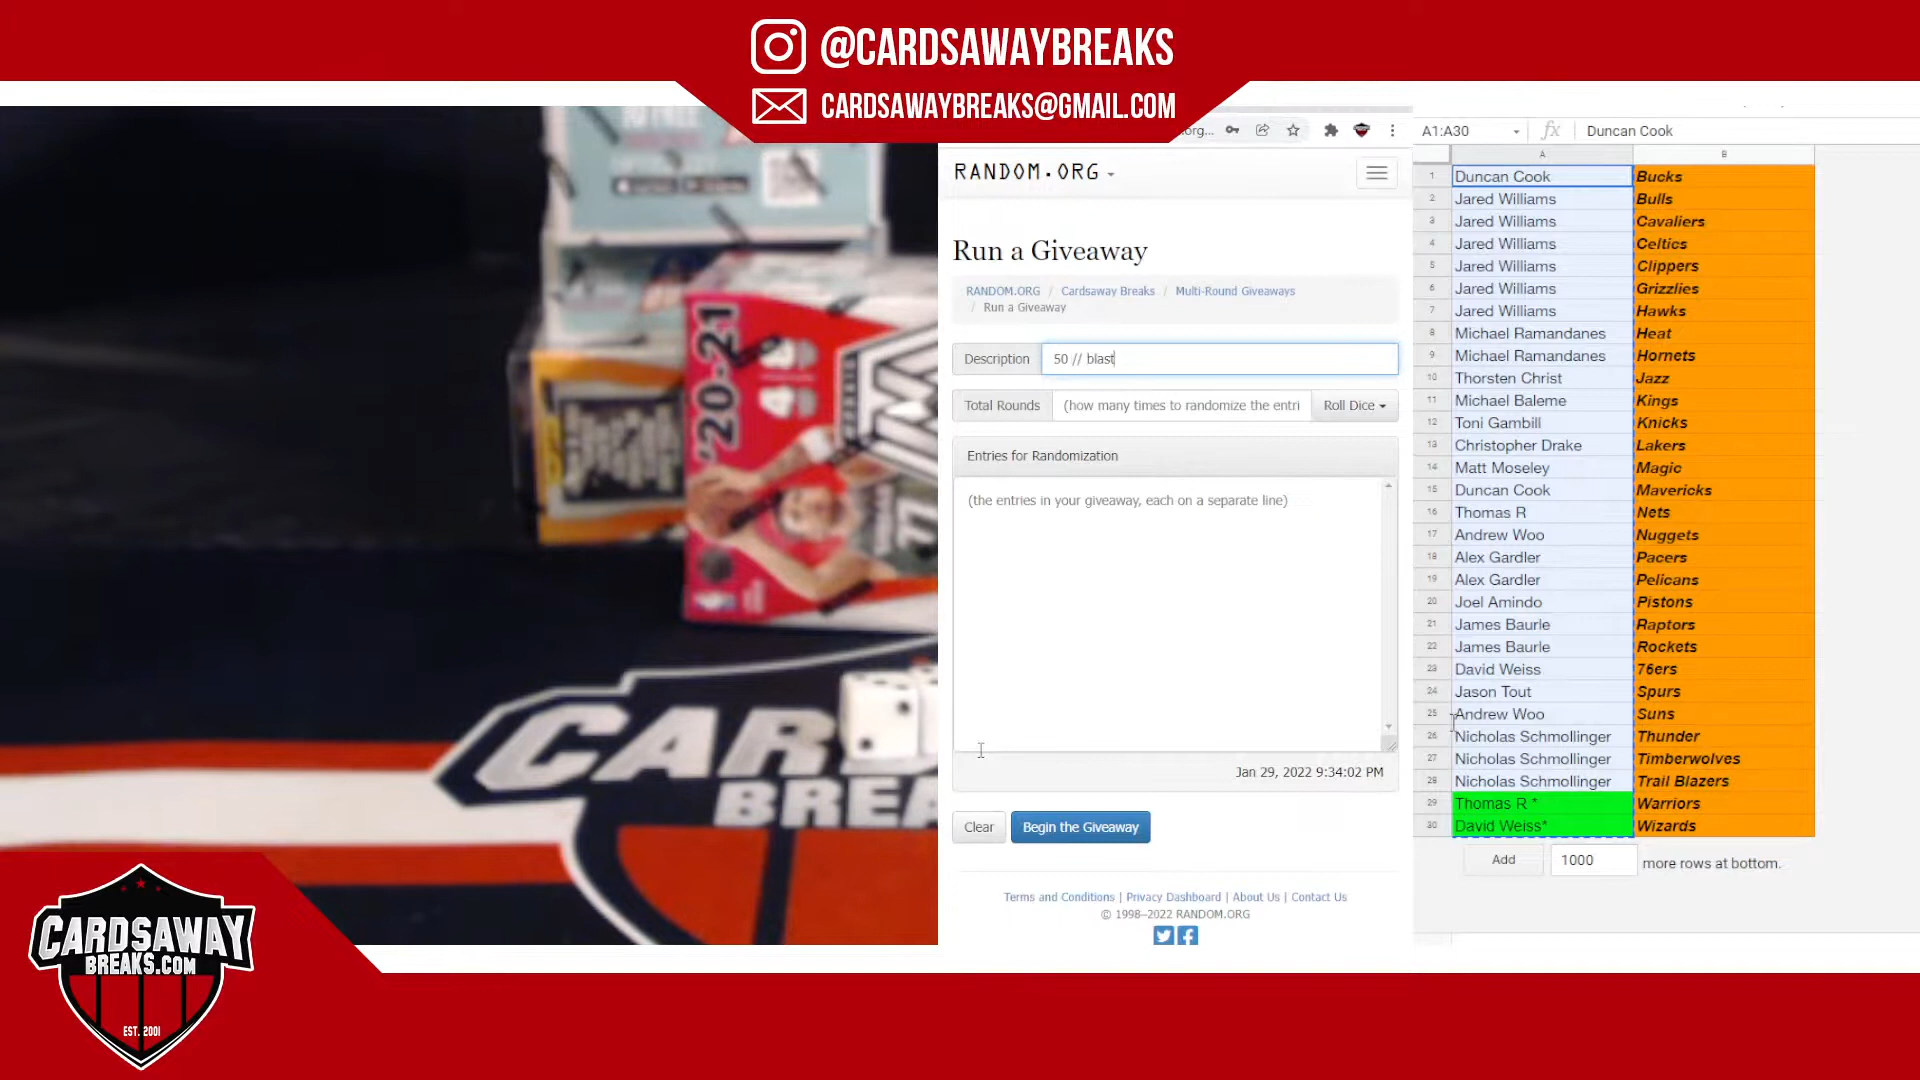 @CARDSAWAYBREAKS
CARDSAWAYBREAKS@GMAIL.COM
org...
RANDOM.ORG
Run a Giveaway
RANDOM.ORG / Cardsaway Breaks / Multi-Round Giveaways
/ Run a Giveaway
Description 50 // blast
Total Rounds (how many times to randomize the entri Roll Dice
Entries for Randomization
(the entries in your giveaway, each on a separate line)
Jan 29, 2022 9:34:02 PM
Clear Begin the Giveaway
Terms and Conditions | Privacy Dashboard | About Us | Contact Us
© 1998–2022 RANDOM.ORG
A1:A30 fx Duncan Cook
A B
1 Duncan Cook Bucks
2 Jared Williams Bulls
3 Jared Williams Cavaliers
4 Jared Williams Celtics
5 Jared Williams Clippers
6 Jared Williams Grizzlies
7 Jared Williams Hawks
8 Michael Ramandanes Heat
9 Michael Ramandanes Hornets
10 Thorsten Christ Jazz
11 Michael Baleme Kings
12 Toni Gambill Knicks
13 Christopher Drake Lakers
14 Matt Moseley Magic
15 Duncan Cook Mavericks
16 Thomas R Nets
17 Andrew Woo Nuggets
18 Alex Gardler Pacers
19 Alex Gardler Pelicans
20 Joel Amindo Pistons
21 James Baurle Raptors
22 James Baurle Rockets
23 David Weiss 76ers
24 Jason Tout Spurs
25 Andrew Woo Suns
26 Nicholas Schmollinger Thunder
27 Nicholas Schmollinger Timberwolves
28 Nicholas Schmollinger Trail Blazers
29 Thomas R * Warriors
30 David Weiss* Wizards
Add 1000 more rows at bottom.
'20-21
77
CAR
BREA
CARDSAWAY
BREAKS.COM
EST. 2001